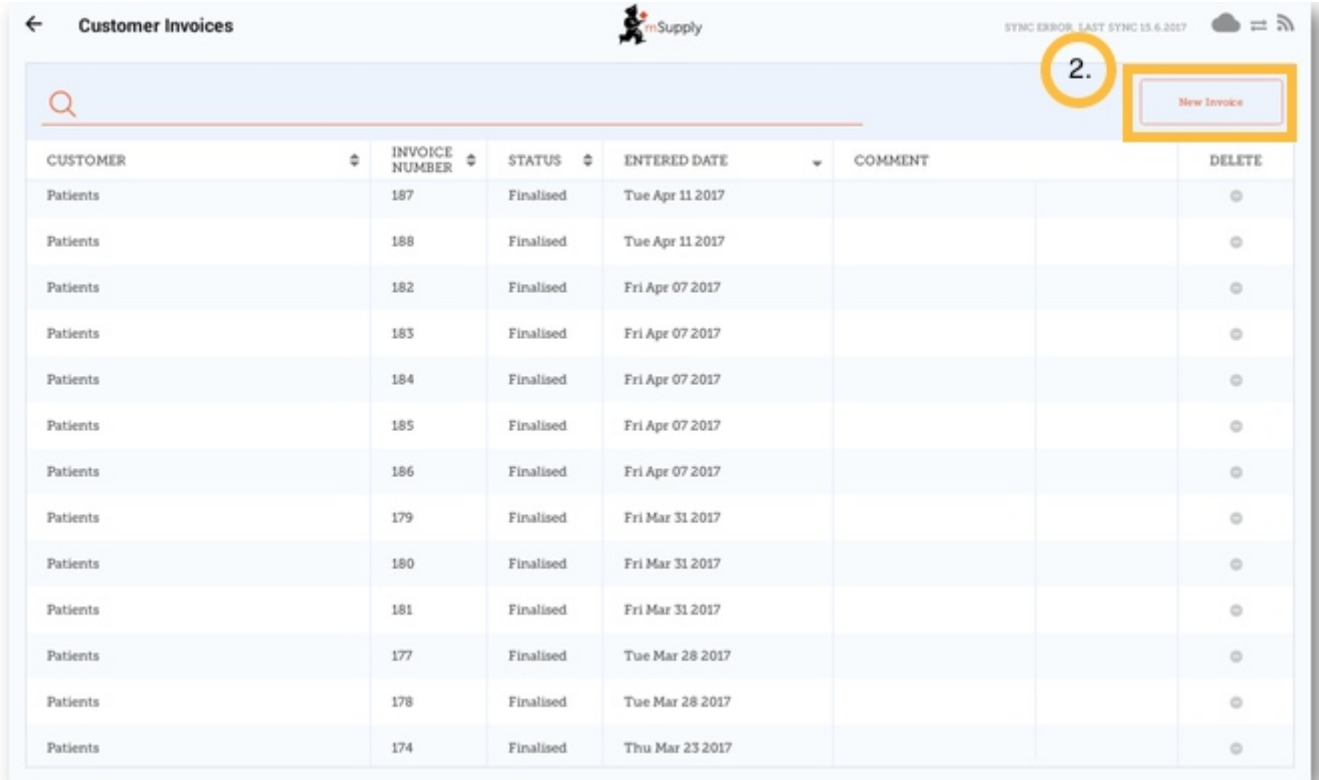 Customer Invoices mSupply SYNC ERROR. LAST SYNC 15.6.2017
2.
New Invoice
CUSTOMER INVOICE NUMBER STATUS ENTERED DATE COMMENT DELETE
Patients 187 Finalised Tue Apr 11 2017
Patients 188 Finalised Tue Apr 11 2017
Patients 182 Finalised Fri Apr 07 2017
Patients 183 Finalised Fri Apr 07 2017
Patients 184 Finalised Fri Apr 07 2017
Patients 185 Finalised Fri Apr 07 2017
Patients 186 Finalised Fri Apr 07 2017
Patients 179 Finalised Fri Mar 31 2017
Patients 180 Finalised Fri Mar 31 2017
Patients 181 Finalised Fri Mar 31 2017
Patients 177 Finalised Tue Mar 28 2017
Patients 178 Finalised Tue Mar 28 2017
Patients 174 Finalised Thu Mar 23 2017